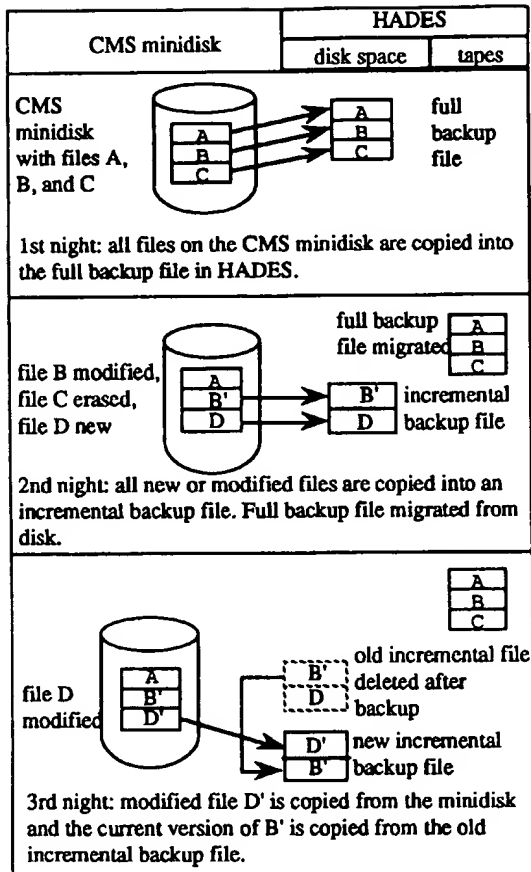 CMS minidisk
HADES
disk space
tapes
CMS
minidisk
with files A,
B, and C
A
B
C
A
B
C
full
backup
file
1st night: all files on the CMS minidisk are copied into
the full backup file in HADES.
full backup
file migrated
A
B
C
file B modified,
file C erased,
file D new
A
B'
D
B'
D
incremental
backup file
2nd night: all new or modified files are copied into an
incremental backup file. Full backup file migrated from
disk.
A
B
C
file D
modified
A
B'
D'
B'
D
old incremental file
deleted after
backup
D'
B'
new incremental
backup file
3rd night: modified file D' is copied from the minidisk
and the current version of B' is copied from the old
incremental backup file.